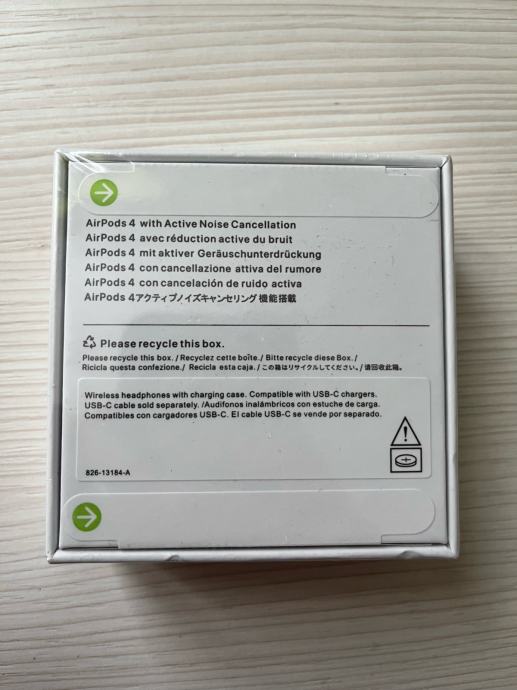 AirPods 4 with Active Noise Cancellation
AirPods 4 avec réduction active du bruit
AirPods 4 mit aktiver Geräuschunterdrückung
AirPods 4 con cancellazione attiva del rumore
AirPods 4 con cancelación de ruido activa
AirPods 4アクティブノイズキャンセリング機能搭載
Please recycle this box.
Please recycle this box. / Recyclez cette boîte. / Bitte recycle diese Box. /
Ricicla questa confezione. / Recicla esta caja. / この箱はリサイクルしてください。/请回收此箱。
Wireless headphones with charging case. Compatible with USB-C chargers.
USB-C cable sold separately. /Audífonos inalámbricos con estuche de carga.
Compatibles con cargadores USB-C. El cable USB-C se vende por separado.
826-13184-A